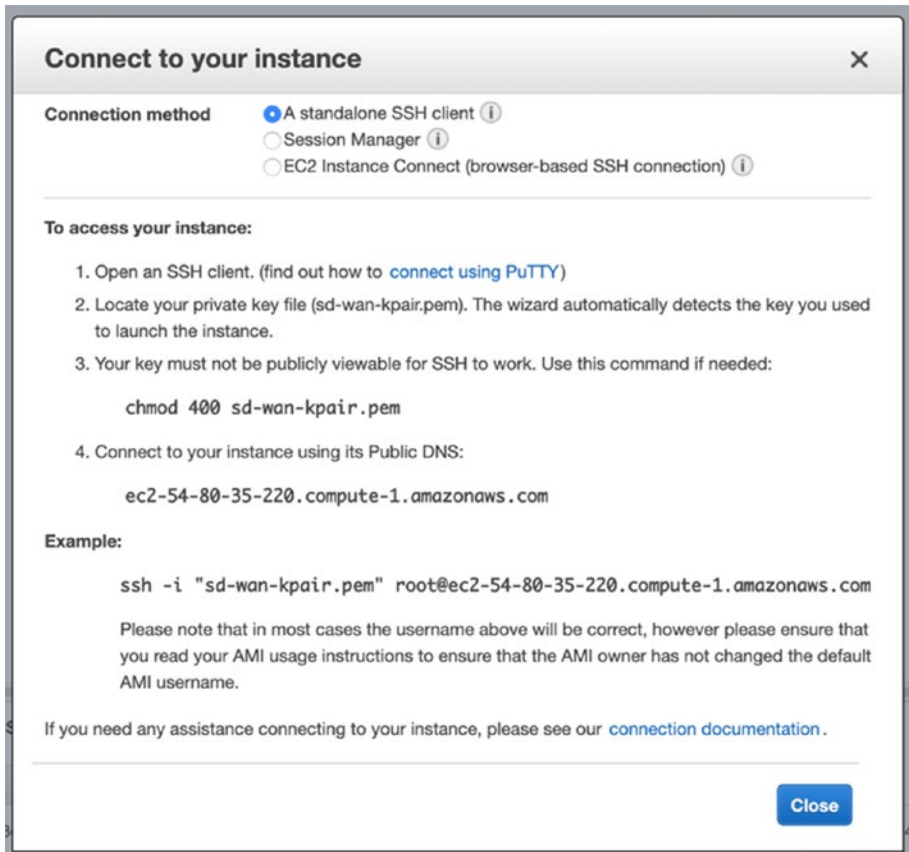 Connect to your instance
Connection method
A standalone SSH client
Session Manager
EC2 Instance Connect (browser-based SSH connection)
To access your instance:
1. Open an SSH client. (find out how to connect using PuTTY)
2. Locate your private key file (sd-wan-kpair.pem). The wizard automatically detects the key you used
to launch the instance.
3. Your key must not be publicly viewable for SSH to work. Use this command if needed:
chmod 400 sd-wan-kpair.pem
4. Connect to your instance using its Public DNS:
ec2-54-80-35-220.compute-1.amazonaws.com
Example:
ssh -i "sd-wan-kpair.pem" root@ec2-54-80-35-220.compute-1.amazonaws.com
Please note that in most cases the username above will be correct, however please ensure that
you read your AMI usage instructions to ensure that the AMI owner has not changed the default
AMI username.
If you need any assistance connecting to your instance, please see our connection documentation.
Close